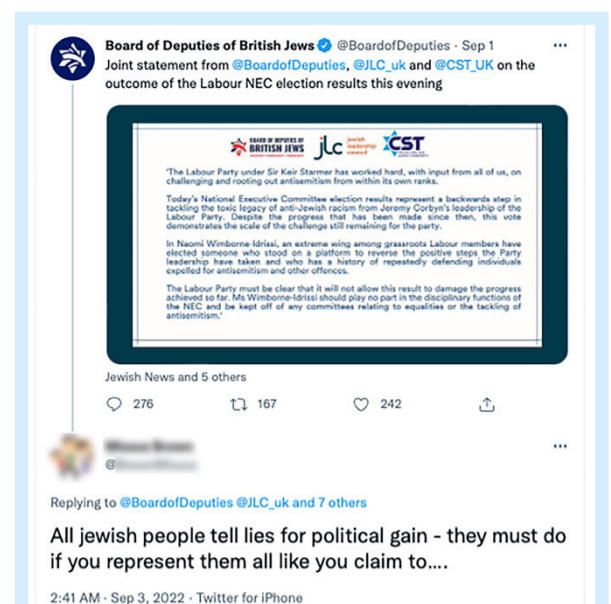 Board of Deputies of British Jews @BoardofDeputies · Sep 1
Joint statement from @BoardofDeputies, @JLC_uk and @CST_UK on the
outcome of the Labour NEC election results this evening
BOARD OF DEPUTIES OF
BRITISH JEWS
jlc jewish
leadership
council
CST
'The Labour Party under Sir Keir Starmer has worked hard, with input from all of us, on
challenging and rooting out antisemitism from within its own ranks.
Today's National Executive Committee election results represent a backwards step in
tackling the toxic legacy of anti-Jewish racism from Jeremy Corbyn's leadership of the
Labour Party. Despite the progress that has been made since then, this vote
demonstrates the scale of the challenge still remaining for the party.
In Naomi Wimborne-Idrissi, an extreme wing among grassroots Labour members have
elected someone who stood on a platform to reverse the positive steps the Party
leadership have taken and who has a history of repeatedly defending individuals
expelled for antisemitism and other offences.
The Labour Party must be clear that it will not allow this result to damage the progress
achieved so far. Ms Wimborne-Idrissi should play no part in the disciplinary functions of
the NEC and be kept off of any committees relating to equalities or the tackling of
antisemitism.'
Jewish News and 5 others
276 167 242
@
Replying to @BoardofDeputies @JLC_uk and 7 others
All jewish people tell lies for political gain - they must do
if you represent them all like you claim to....
2:41 AM · Sep 3, 2022 · Twitter for iPhone